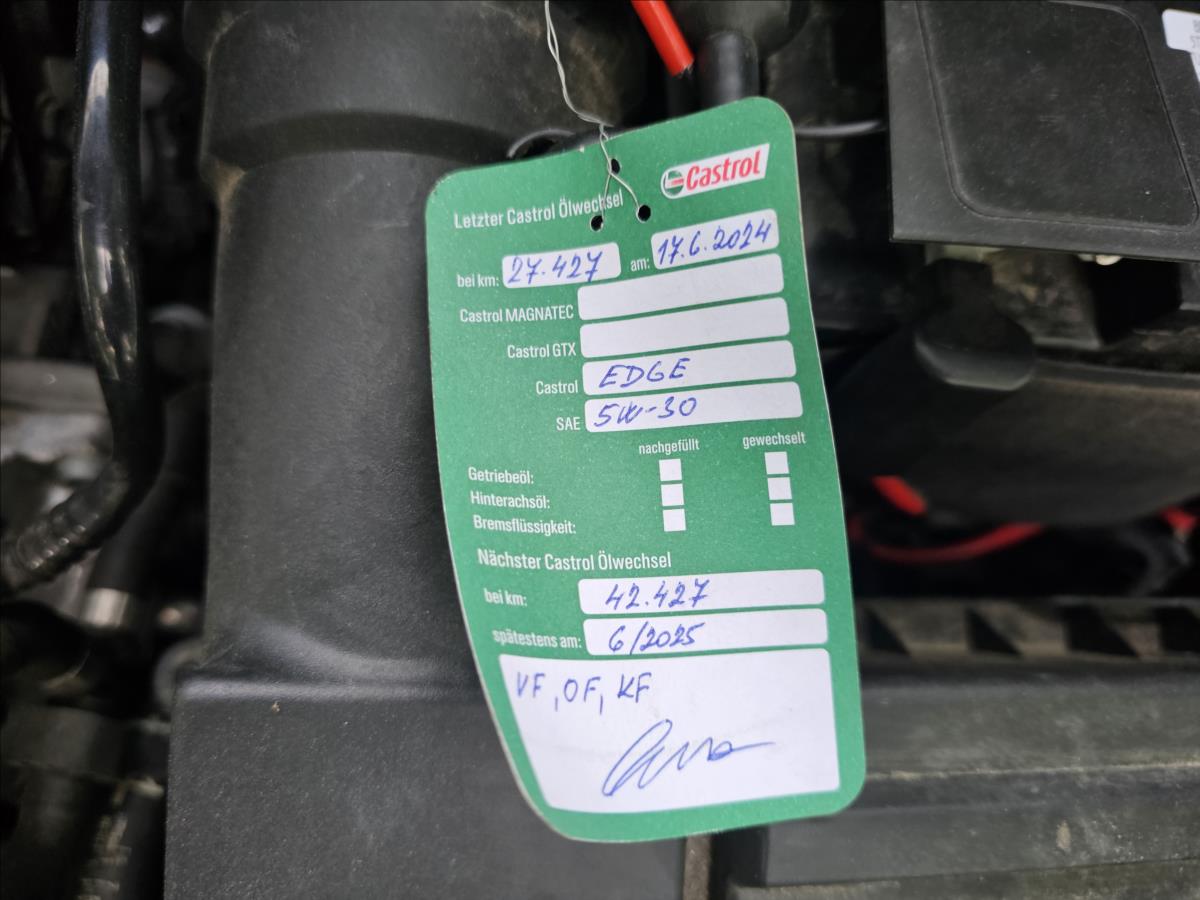 Castrol
Letzter Castrol Ölwechsel
bei km: 27.427 am: 17.6.2024
Castrol MAGNATEC
Castrol GTX
Castrol EDGE
SAE 5W-30
nachgefüllt gewechselt
Getriebeöl:
Hinterachsöl:
Bremsflüssigkeit:
Nächster Castrol Ölwechsel
bei km: 42.427
spätestens am: 6/2025
VF, OF, KF